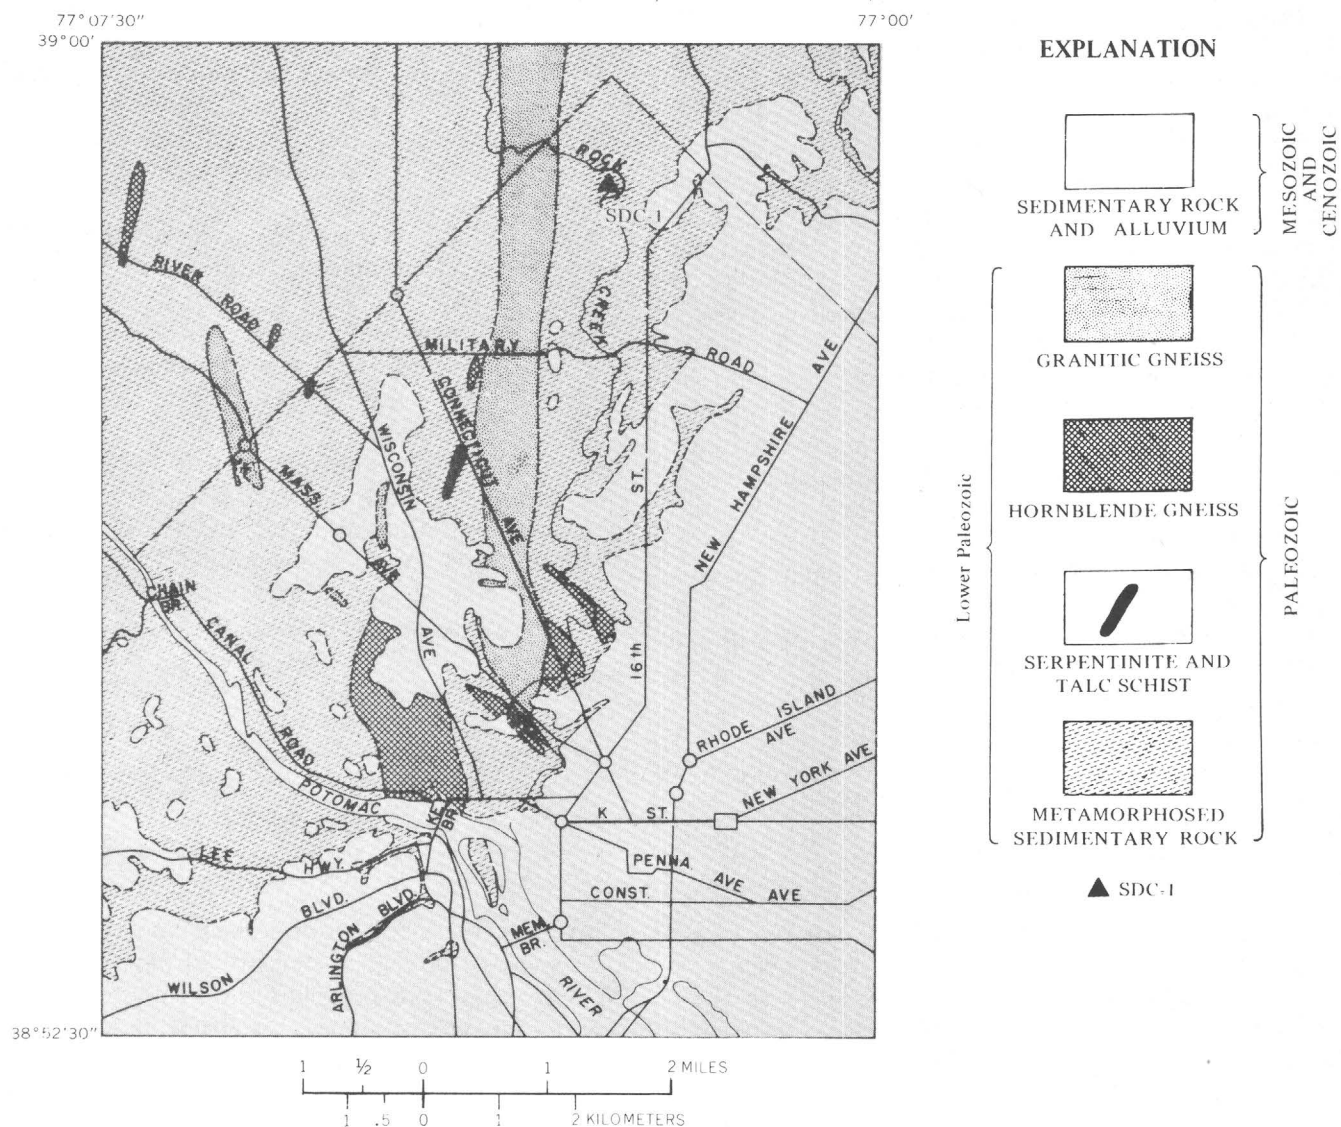 77°07'30"
77°00'
39°00'
ROCK
SDC-1
RIVER
ROAD
CREEK
MILITARY
ROAD
AVE
CONNECTICUT
AVE
WISCONSIN
AVE
HAMPSHIRE
NEW
ST.
16th
MASS
AVE
CHAIN
BR.
CANAL
ROAD
POTOMAC
KEY
BR.
RHODE ISLAND
AVE
NEW YORK AVE
K ST.
LEE
HWY.
PENNA
AVE
CONST. AVE
BLVD.
BLVD.
ARLINGTON
MEM.
BR.
WILSON
RIVER
38°52'30"
1 ½ 0 1 2 MILES
1 .5 0 1 2 KILOMETERS
EXPLANATION
SEDIMENTARY ROCK
AND ALLUVIUM
MESOZOIC
AND
CENOZOIC
GRANITIC GNEISS
HORNBLENDE GNEISS
SERPENTINITE AND
TALC SCHIST
METAMORPHOSED
SEDIMENTARY ROCK
Lower Paleozoic
PALEOZOIC
SDC-1